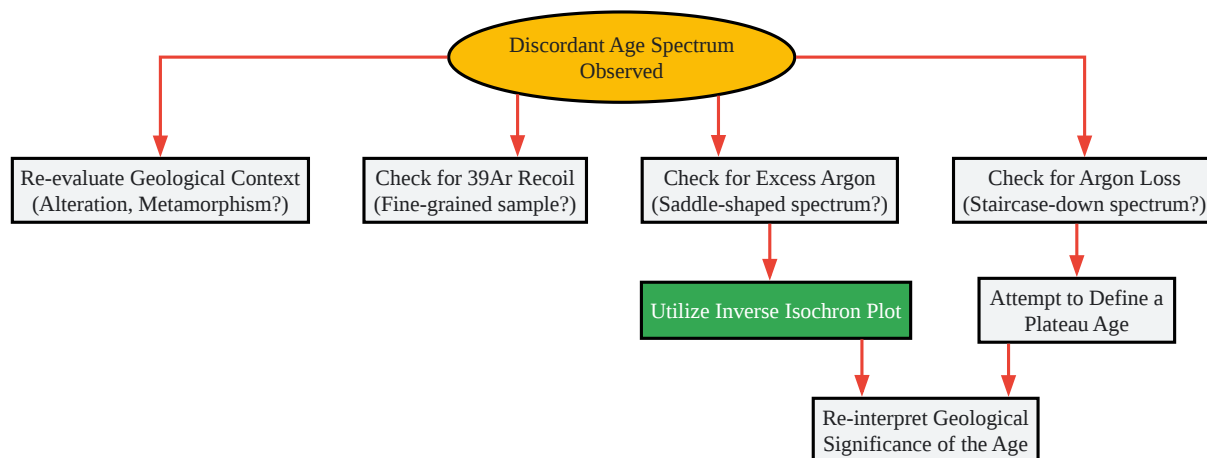 Discordant Age Spectrum
Observed
Re-evaluate Geological Context
(Alteration, Metamorphism?)
Check for 39Ar Recoil
(Fine-grained sample?)
Check for Excess Argon
(Saddle-shaped spectrum?)
Check for Argon Loss
(Staircase-down spectrum?)
Utilize Inverse Isochron Plot
Attempt to Define a
Plateau Age
Re-interpret Geological
Significance of the Age